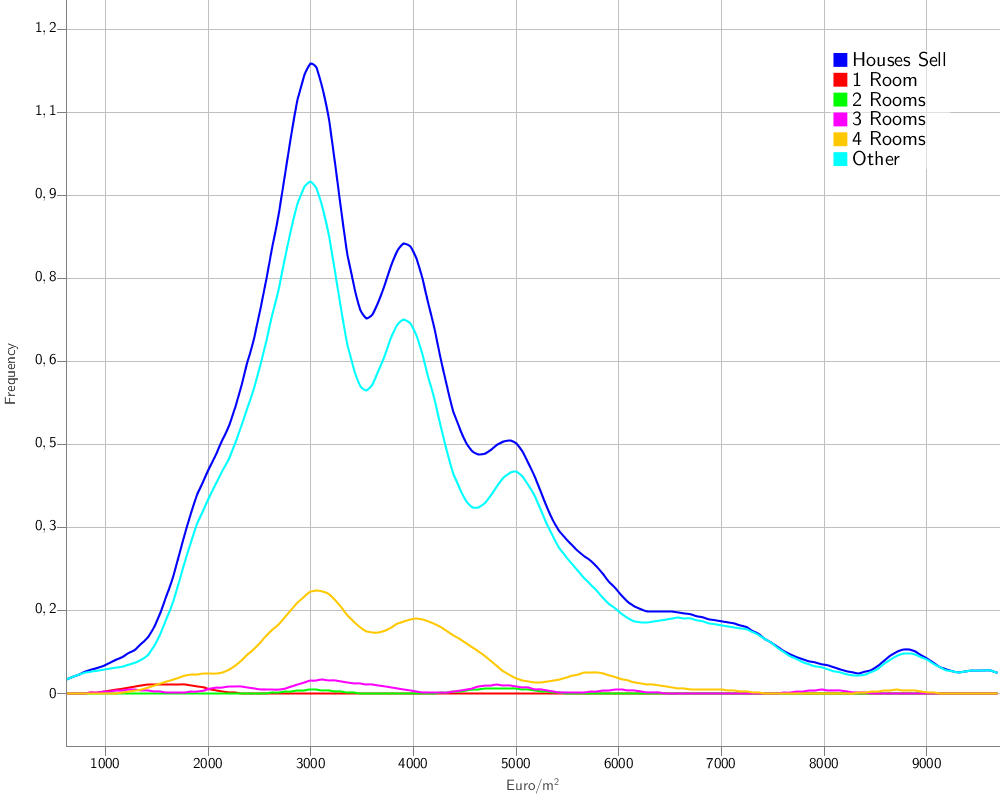 1, 2
1, 1
0, 9
0, 8
0, 6
0, 5
0, 3
0, 2
0
Frequency
1000 2000 3000 4000 5000 6000 7000 8000 9000
Euro/m²
Houses Sell
1 Room
2 Rooms
3 Rooms
4 Rooms
Other